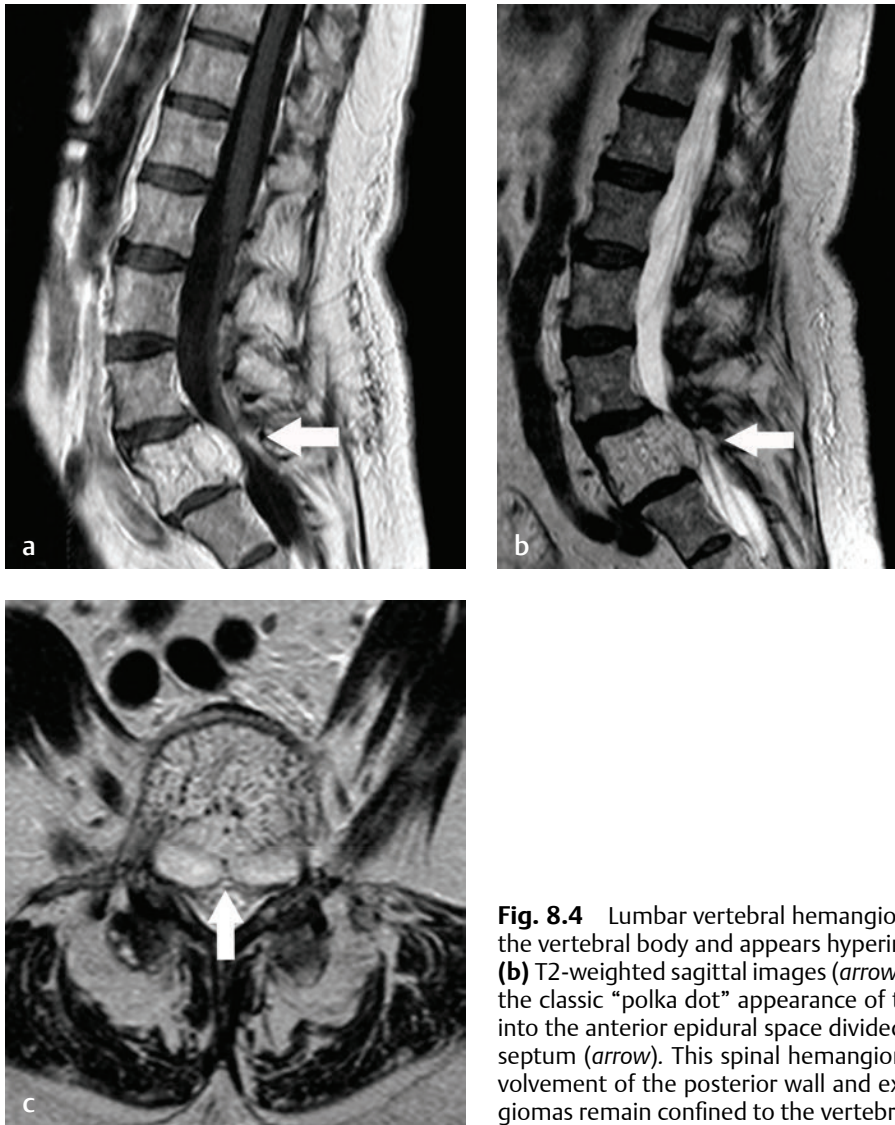 a
b
c
Fig. 8.4 Lumbar vertebral hemangio
the vertebral body and appears hyperin
(b) T2-weighted sagittal images (arrow
the classic “polka dot” appearance of t
into the anterior epidural space divided
septum (arrow). This spinal hemangion
volvement of the posterior wall and ex
giomas remain confined to the vertebr